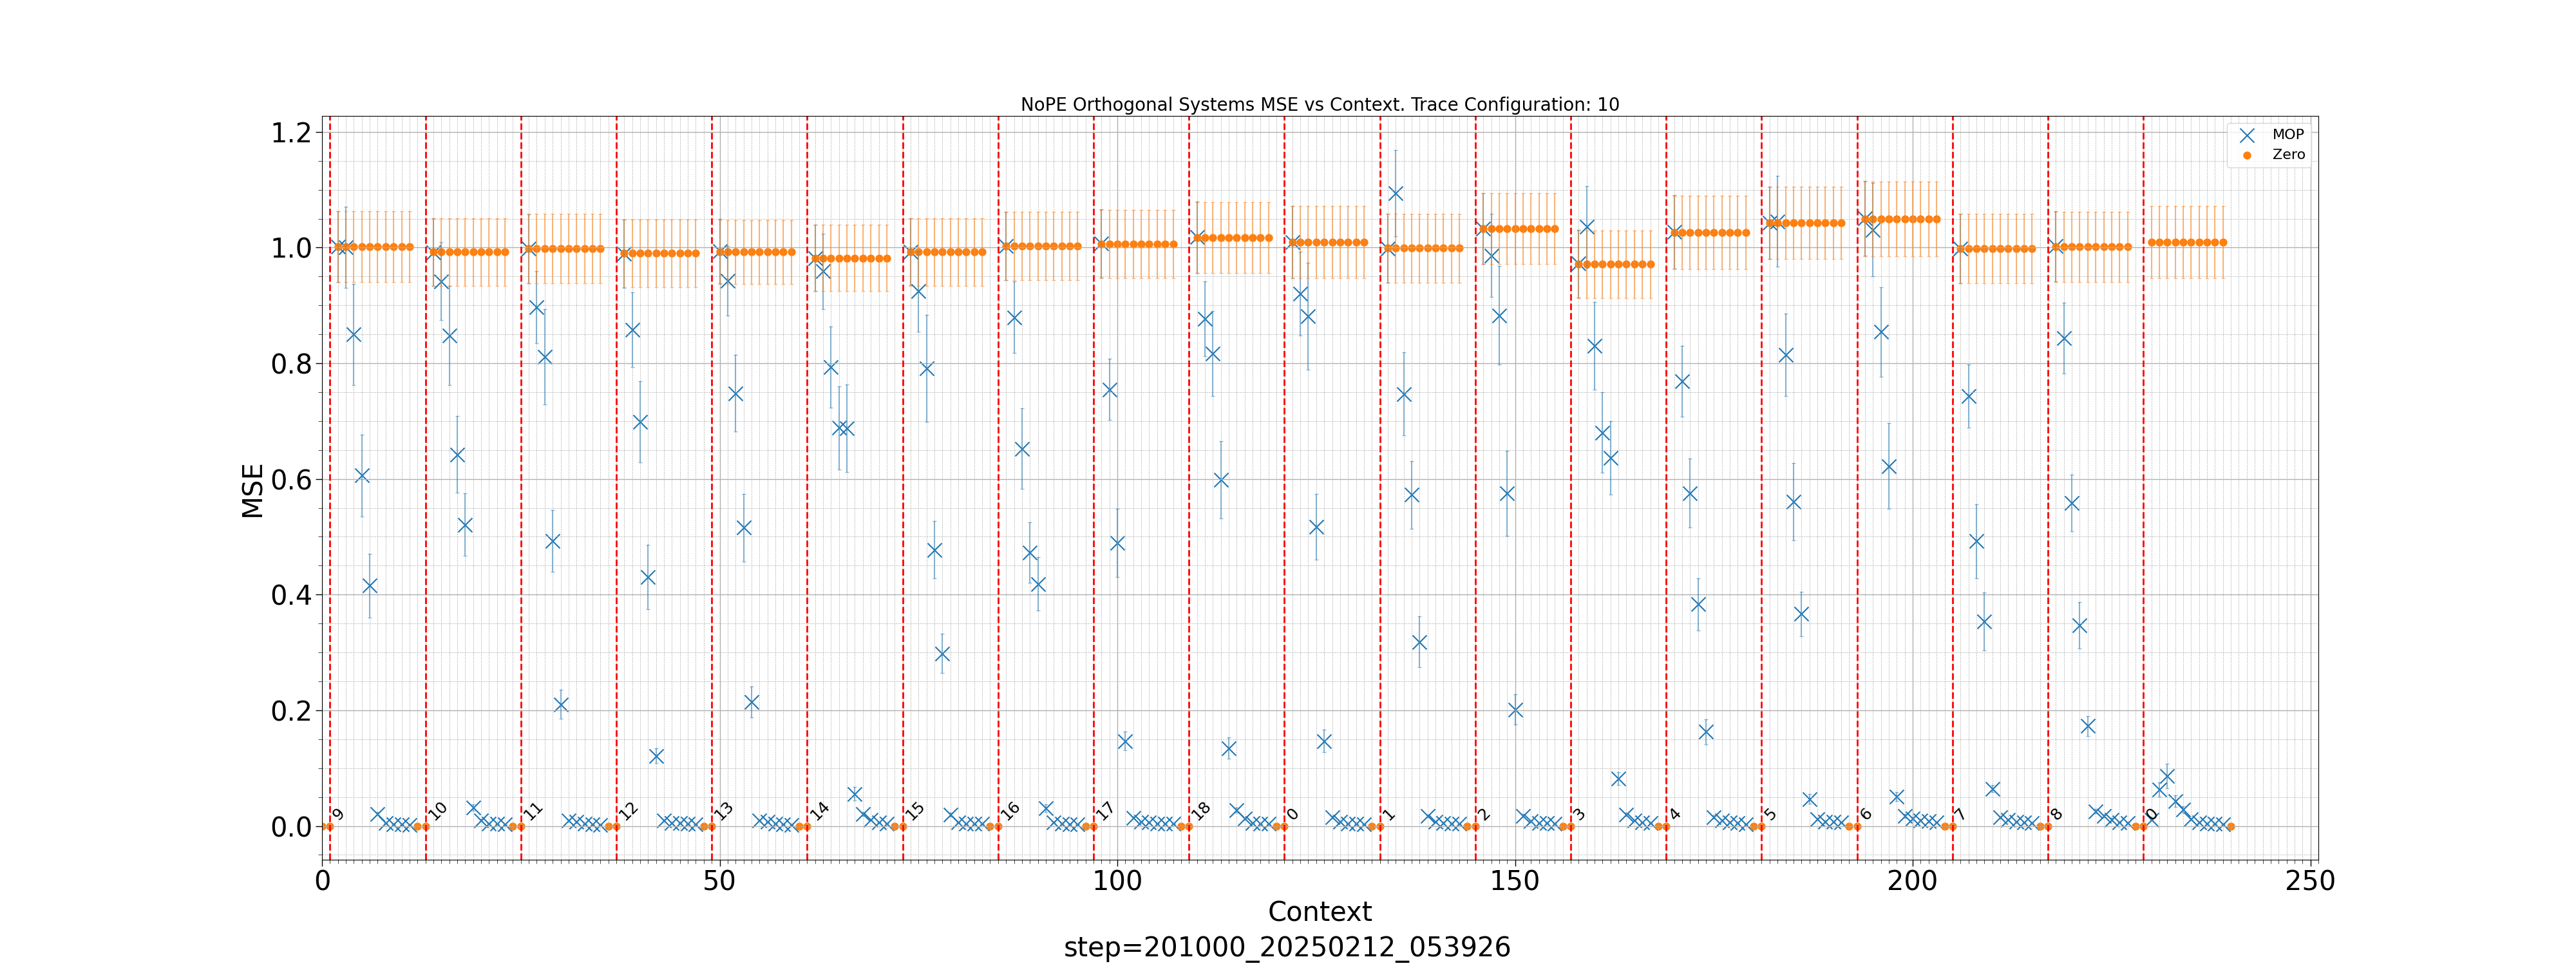 NoPE Orthogonal Systems MSE vs Context. Trace Configuration: 10
MOP
Zero
MSE
1.2
1.0
0.8
0.6
0.4
0.2
0.0
9 10 11 12 13 14 15 16 17 18 0 1 2 3 4 5 6 7 8 0
0 50 100 150 200 250
Context
step=201000_20250212_053926